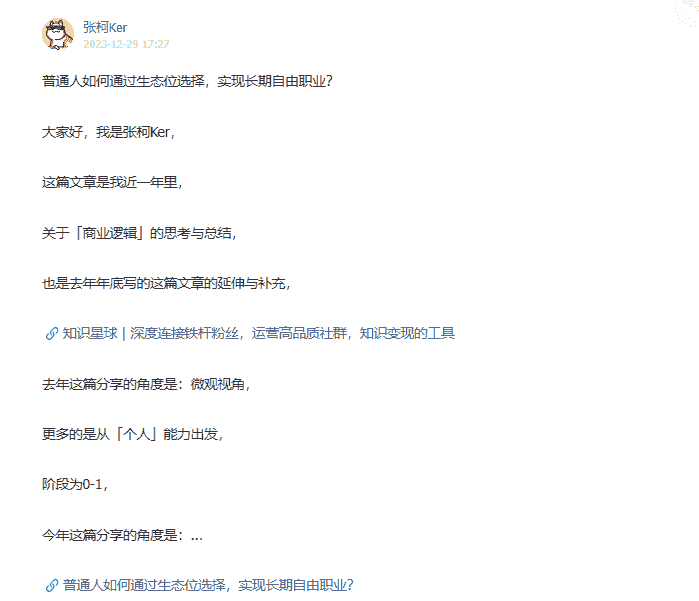 张柯Ker
2023-12-29 17:27
普通人如何通过生态位选择，实现长期自由职业？
大家好，我是张柯Ker，
这篇文章是我近一年里，
关于「商业逻辑」的思考与总结，
也是去年年底写的这篇文章的延伸与补充，
知识星球 | 深度连接铁杆粉丝，运营高品质社群，知识变现的工具
去年这篇分享的角度是：微观视角，
更多的是从「个人」能力出发，
阶段为0-1，
今年这篇分享的角度是：...
普通人如何通过生态位选择，实现长期自由职业？